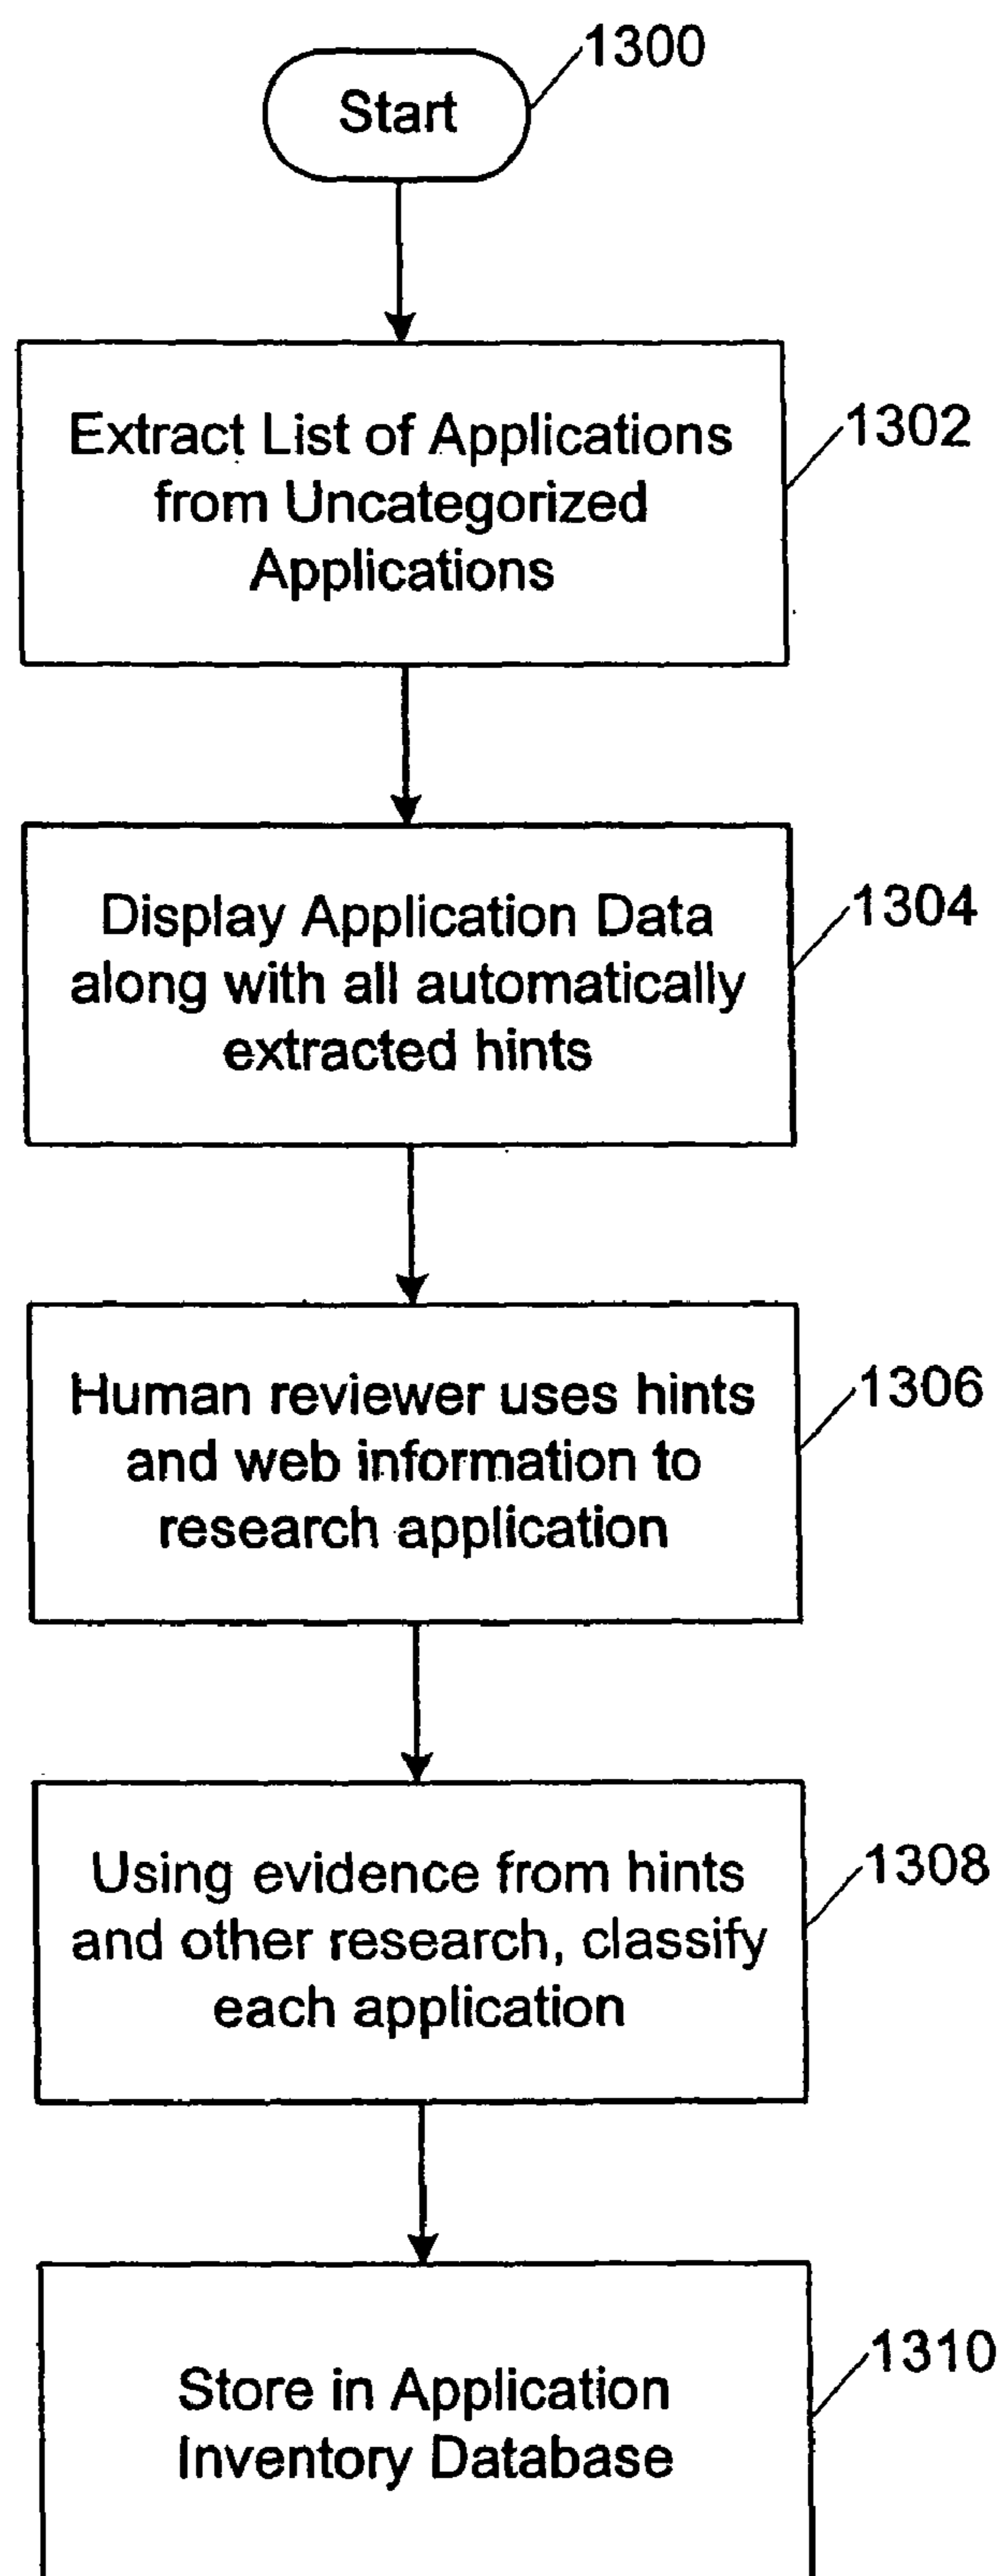 1300
Start
1302
Extract List of Applications
from Uncategorized
Applications
1304
Display Application Data
along with all automatically
extracted hints
1306
Human reviewer uses hints
and web information to
research application
1308
Using evidence from hints
and other research, classify
each application
1310
Store in Application
Inventory Database